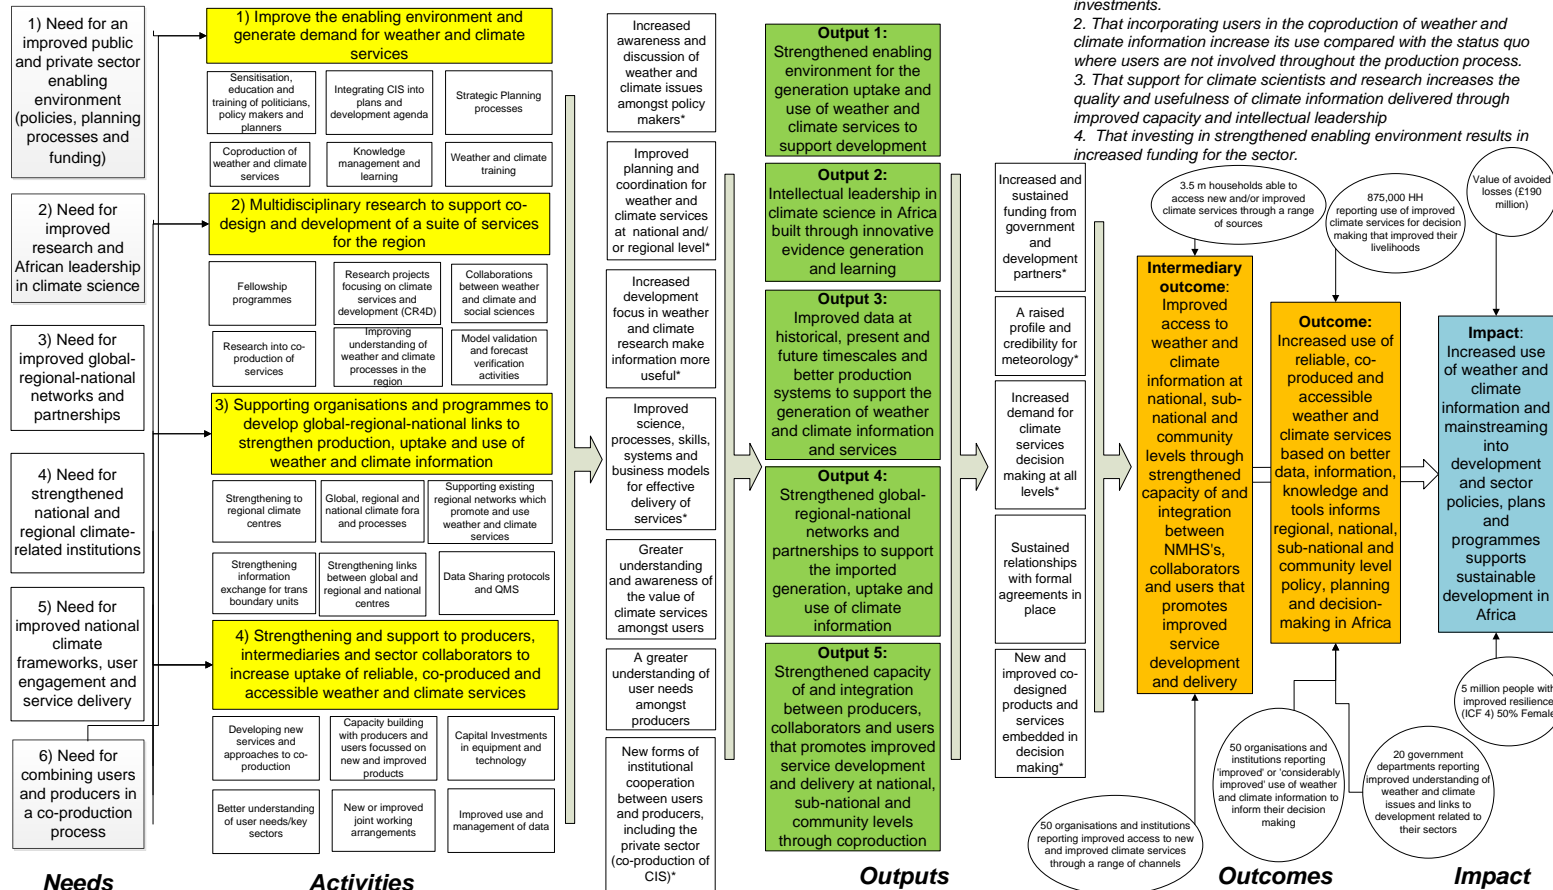 investments.
2. That incorporating users in the coproduction of weather and
climate information increase its use compared with the status quo
where users are not involved throughout the production process.
3. That support for climate scientists and research increases the
quality and usefulness of climate information delivered through
improved capacity and intellectual leadership
4. That investing in strengthened enabling environment results in
increased funding for the sector.
1) Need for an
improved public
and private sector
enabling
environment
(policies, planning
processes and
funding)
2) Need for
improved
research and
African leadership
in climate science
3) Need for
improved global-
regional-national
networks and
partnerships
4) Need for
strengthened
national and
regional climate-
related institutions
5) Need for
improved national
climate
frameworks, user
engagement and
service delivery
6) Need for
combining users
and producers in
a co-production
process
Needs
1) Improve the enabling environment and
generate demand for weather and climate
services
Sensitisation,
education and
training of politicians,
policy makers and
planners
Integrating CIS into
plans and
development agenda
Strategic Planning
processes
Coproduction of
weather and climate
services
Knowledge
management and
learning
Weather and climate
training
2) Multidisciplinary research to support co-
design and development of a suite of services
for the region
Fellowship
programmes
Research projects
focusing on climate
services and
development (CR4D)
Collaborations
between weather
and climate and
social sciences
Research into co-
production of
services
Improving
understanding of
weather and climate
processes in the
region
Model validation
and forecast
verification
activities
3) Supporting organisations and programmes to
develop global-regional-national links to
strengthen production, uptake and use of
weather and climate information
Strengthening to
regional climate
centres
Global, regional and
national climate fora
and processes
Supporting existing
regional networks which
promote and use
weather and climate
services
Strengthening
information
exchange for trans
boundary units
Strengthening links
between global and
regional and national
centres
Data Sharing protocols
and QMS
4) Strengthening and support to producers,
intermediaries and sector collaborators to
increase uptake of reliable, co-produced and
accessible weather and climate services
Developing new
services and
approaches to co-
production
Capacity building
with producers and
users focussed on
new and improved
products
Capital Investments
in equipment and
technology
Better understanding
of user needs/key
sectors
New or improved
joint working
arrangements
Improved use and
management of data
Activities
Increased
awareness and
discussion of
weather and
climate issues
amongst policy
makers*
Improved
planning and
coordination for
weather and
climate services
at national and/
or regional level*
Increased
development
focus in weather
and climate
research make
information more
useful*
Improved
science,
processes, skills,
systems and
business models
for effective
delivery of
services*
Greater
understanding
and awareness of
the value of
climate services
amongst users
A greater
understanding of
user needs
amongst
producers
New forms of
institutional
cooperation
between users
and producers,
including the
private sector
(co-production of
CIS)*
Output 1:
Strengthened enabling
environment for the
generation uptake and
use of weather and
climate services to
support development
Output 2:
Intellectual leadership in
climate science in Africa
built through innovative
evidence generation
and learning
Output 3:
Improved data at
historical, present and
future timescales and
better production
systems to support the
generation of weather
and climate information
and services
Output 4:
Strengthened global-
regional-national
networks and
partnerships to support
the imported
generation, uptake and
use of climate
information
Output 5:
Strengthened capacity
of and integration
between producers,
collaborators and users
that promotes improved
service development
and delivery at national,
sub-national and
community levels
through coproduction
Outputs
Increased and
sustained
funding from
government
and
development
partners*
A raised
profile and
credibility for
meteorology*
Increased
demand for
climate
services
decision
making at all
levels*
Sustained
relationships
with formal
agreements in
place
New and
improved co-
designed
products and
services
embedded in
decision
making*
3.5 m households able to
access new and/or improved
climate services through a range
of sources
875,000 HH
reporting use of improved
climate services for decision
making that improved their
livelihoods
Value of avoided
losses (£190
million)
Intermediary
outcome:
Improved
access to
weather and
climate
information at
national, sub-
national and
community
levels through
strengthened
capacity of and
integration
between
NMHS's,
collaborators
and users that
promotes
improved
service
development
and delivery
Outcome:
Increased use of
reliable, co-
produced and
accessible
weather and
climate services
based on better
data, information,
knowledge and
tools informs
regional, national,
sub-national and
community level
policy, planning
and decision-
making in Africa
Impact:
Increased use
of weather and
climate
information and
mainstreaming
into
development
and sector
policies, plans
and
programmes
supports
sustainable
development in
Africa
5 million people with
improved resilience
(ICF 4) 50% Female
50 organisations and institutions
reporting improved access to new
and improved climate services
through a range of channels
50 organisations and
institutions reporting
'improved' or 'considerably
improved' use of weather
and climate information to
inform their decision
making
20 government
departments reporting
improved understanding of
weather and climate
issues and links to
development related to
their sectors
Outcomes
Impact